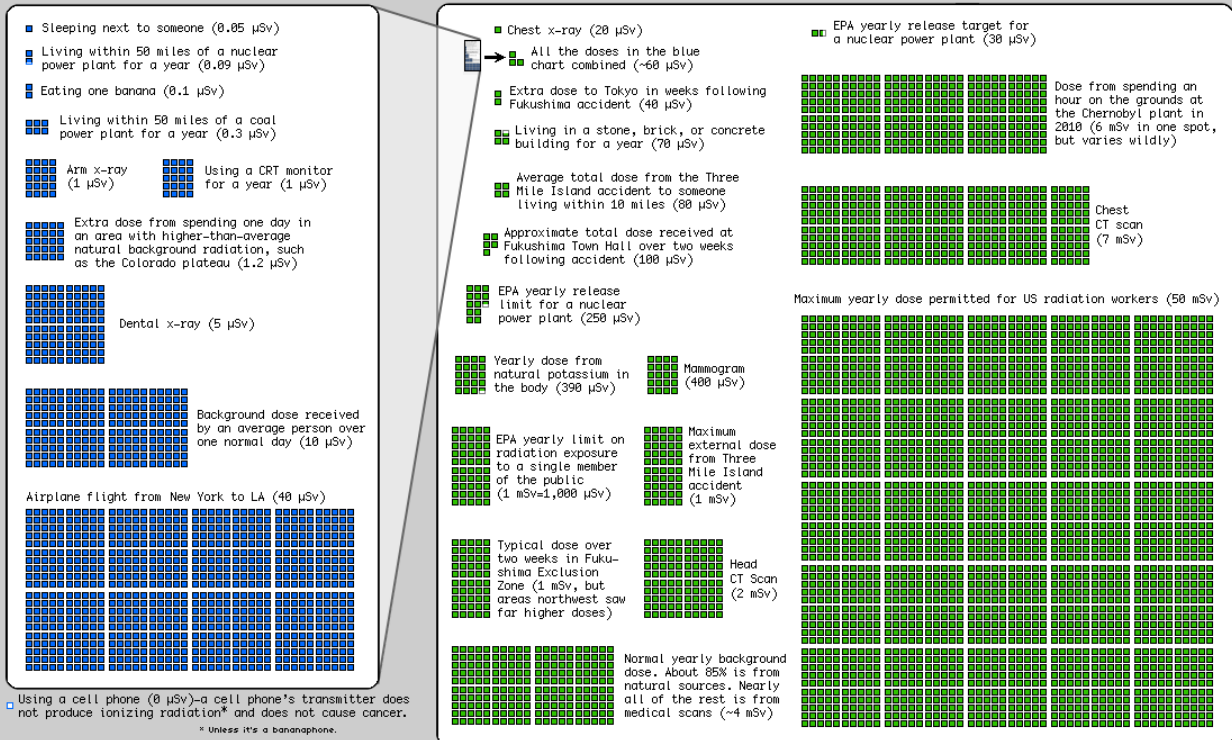 Sleeping next to someone (0.05 µSv)
Living within 50 miles of a nuclear
power plant for a year (0.09 µSv)
Eating one banana (0.1 µSv)
Living within 50 miles of a coal
power plant for a year (0.3 µSv)
Arm x-ray
(1 µSv)
Using a CRT monitor
for a year (1 µSv)
Extra dose from spending one day in
an area with higher-than-average
natural background radiation, such
as the Colorado plateau (1.2 µSv)
Dental x-ray (5 µSv)
Background dose received
by an average person over
one normal day (10 µSv)
Airplane flight from New York to LA (40 µSv)
Using a cell phone (0 µSv)—a cell phone's transmitter does
not produce ionizing radiation* and does not cause cancer.
* Unless it's a bananaphone.
Chest x-ray (20 µSv)
All the doses in the blue
chart combined (~60 µSv)
Extra dose to Tokyo in weeks following
Fukushima accident (40 µSv)
Living in a stone, brick, or concrete
building for a year (70 µSv)
Average total dose from the Three
Mile Island accident to someone
living within 10 miles (80 µSv)
Approximate total dose received at
Fukushima Town Hall over two weeks
following accident (100 µSv)
EPA yearly release
limit for a nuclear
power plant (250 µSv)
Yearly dose from
natural potassium in
the body (390 µSv)
Mammogram
(400 µSv)
EPA yearly limit on
radiation exposure
to a single member
of the public
(1 mSv=1,000 µSv)
Maximum
external dose
from Three
Mile Island
accident
(1 mSv)
Typical dose over
two weeks in Fuku-
shima Exclusion
Zone (1 mSv, but
areas northwest saw
far higher doses)
Head
CT Scan
(2 mSv)
Normal yearly background
dose. About 85% is from
natural sources. Nearly
all of the rest is from
medical scans (~4 mSv)
EPA yearly release target for
a nuclear power plant (30 µSv)
Dose from spending an
hour on the grounds at
the Chernobyl plant in
2010 (6 mSv in one spot,
but varies wildly)
Chest
CT scan
(7 mSv)
Maximum yearly dose permitted for US radiation workers (50 mSv)